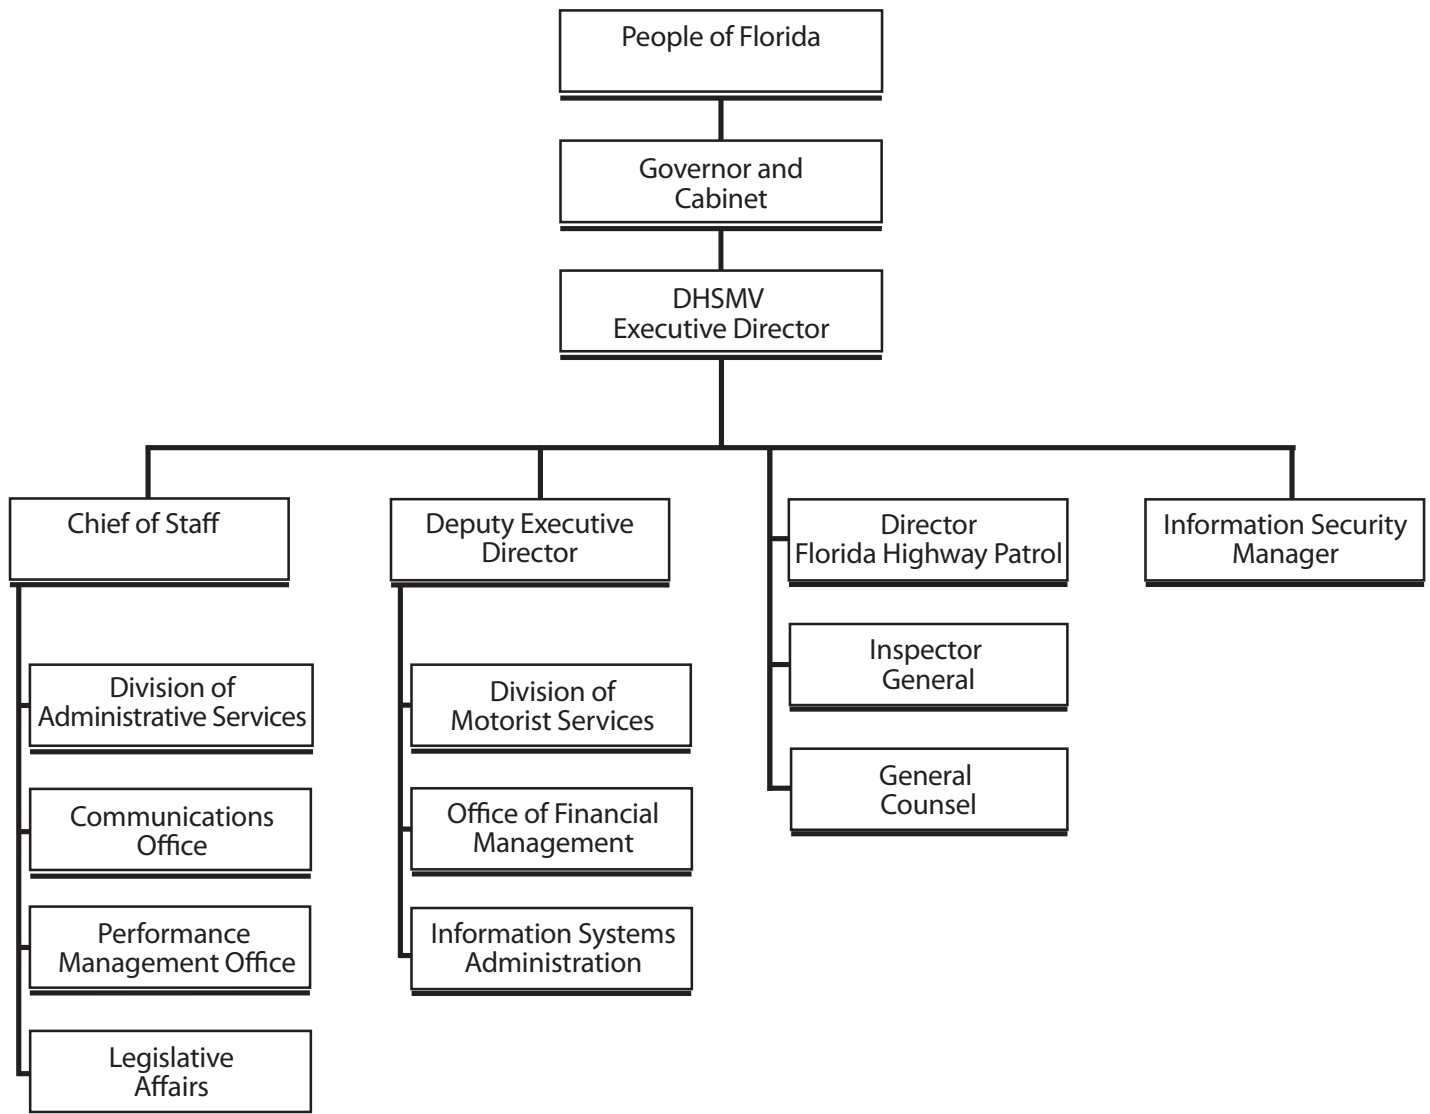 People of Florida
Governor and
Cabinet
DHSMV
Executive Director
Chief of Staff
Deputy Executive
Director
Director
Florida Highway Patrol
Information Security
Manager
Division of
Administrative Services
Communications
Office
Performance
Management Office
Legislative
Affairs
Division of
Motorist Services
Office of Financial
Management
Information Systems
Administration
Inspector
General
General
Counsel